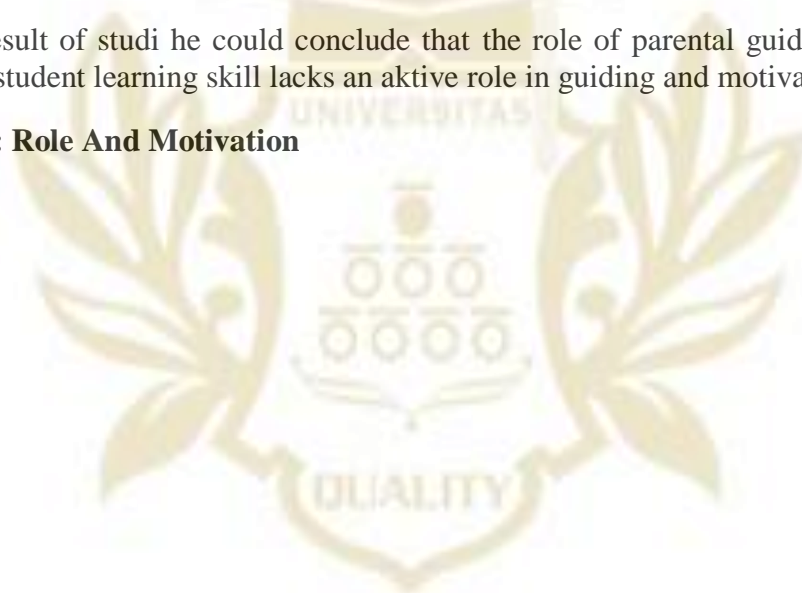 esult of studi he could conclude that the role of parental guid
student learning skill lacks an aktive role in guiding and motiva
UNIVERSITAS
: Role And Motivation
QUALITY